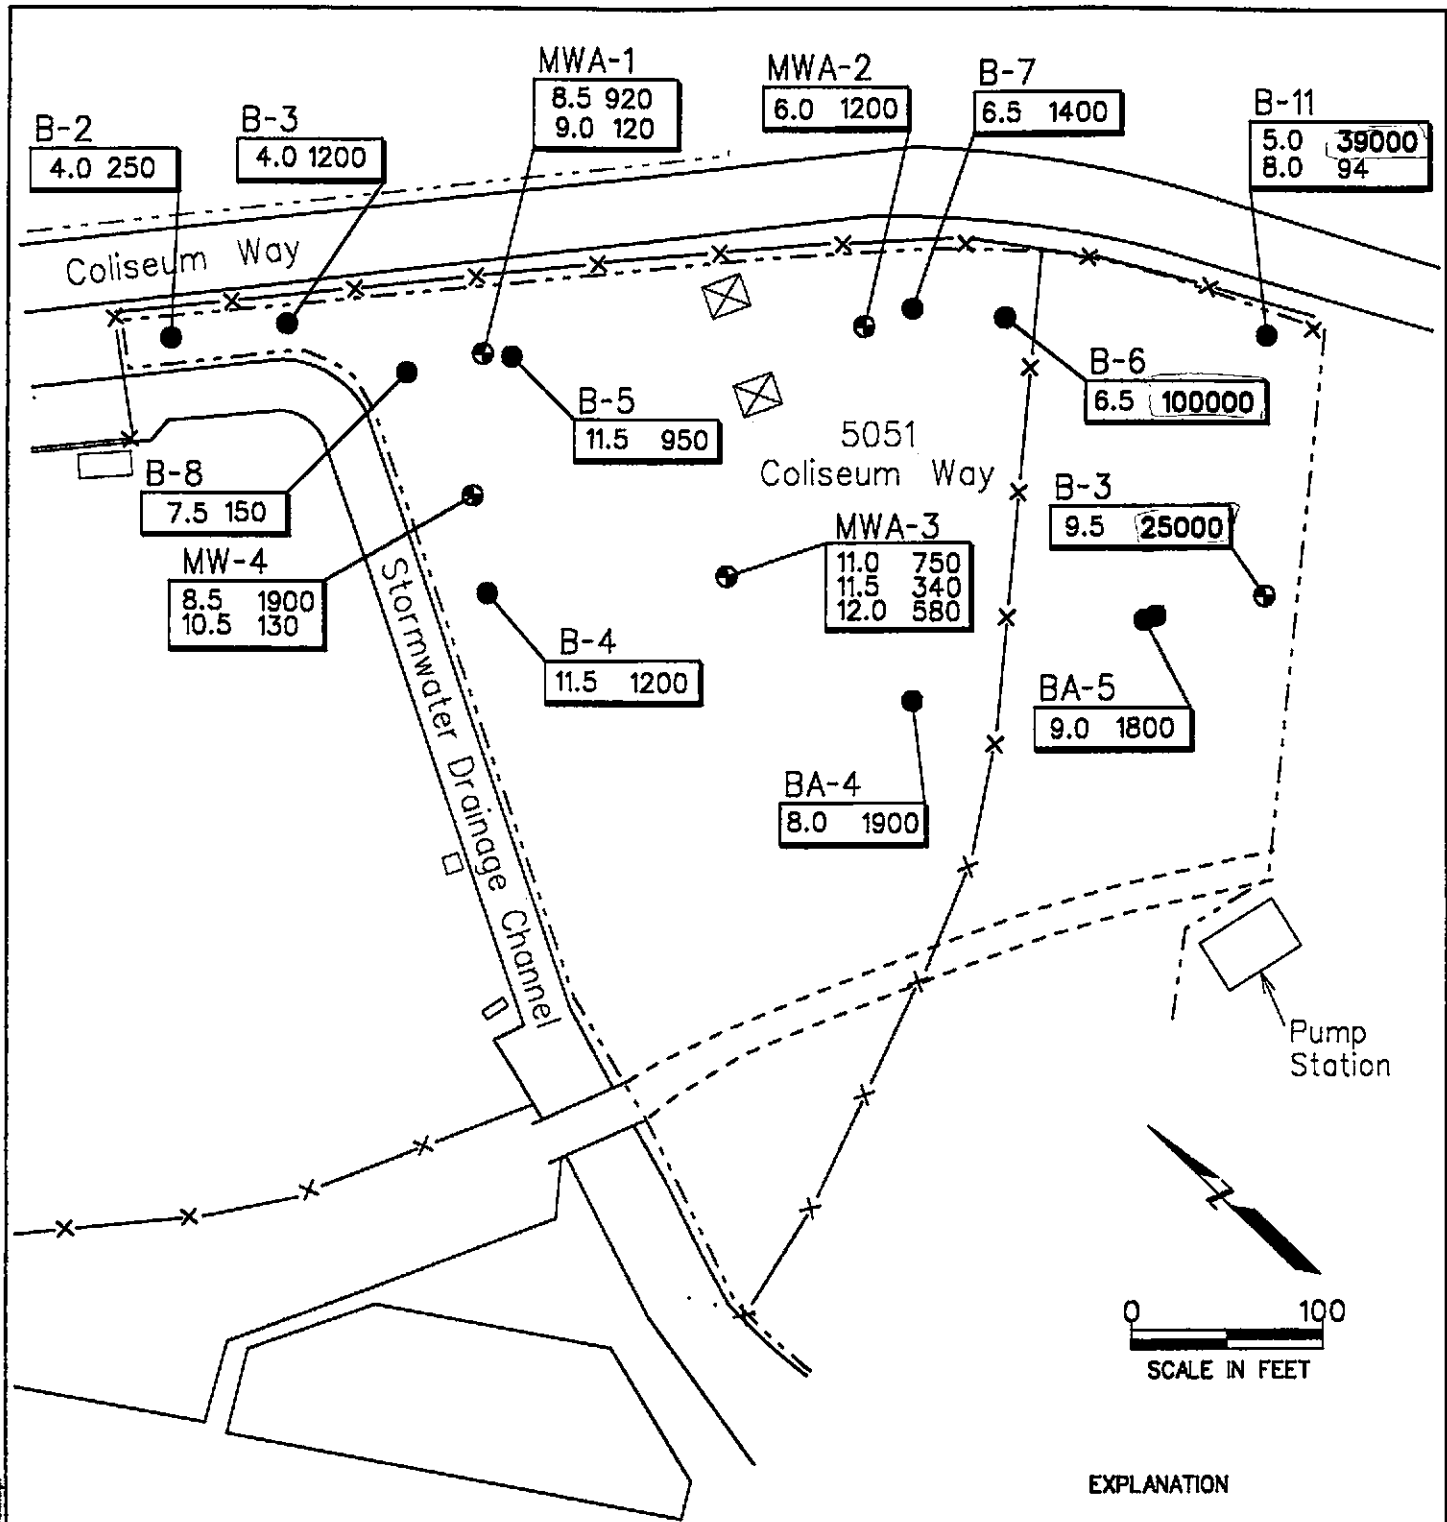 MWA-1
8.5 920
9.0 120
MWA-2
6.0 1200
B-7
6.5 1400
B-11
5.0 39000
8.0 94
B-2
4.0 250
B-3
4.0 1200
Coliseum Way
B-6
6.5 100000
B-5
11.5 950
5051
Coliseum Way
B-8
7.5 150
B-3
9.5 25000
MWA-3
11.0 750
11.5 340
12.0 580
MW-4
8.5 1900
10.5 130
Stormwater Drainage Channel
B-4
11.5 1200
BA-5
9.0 1800
BA-4
8.0 1900
Pump
Station
0 100
SCALE IN FEET
EXPLANATION